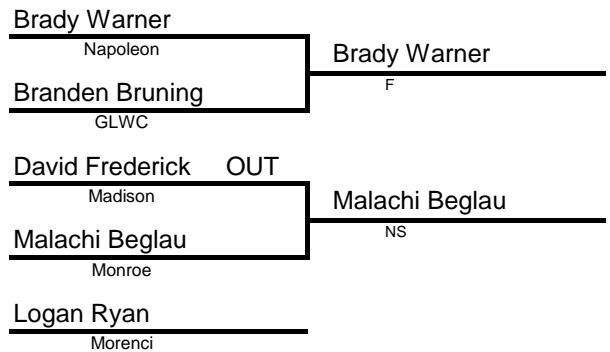 Brady Warner
Napoleon
Branden Bruning
GLWC
Brady Warner
F
David Frederick OUT
Madison
Malachi Beglau
Monroe
Malachi Beglau
NS
Logan Ryan
Morenci